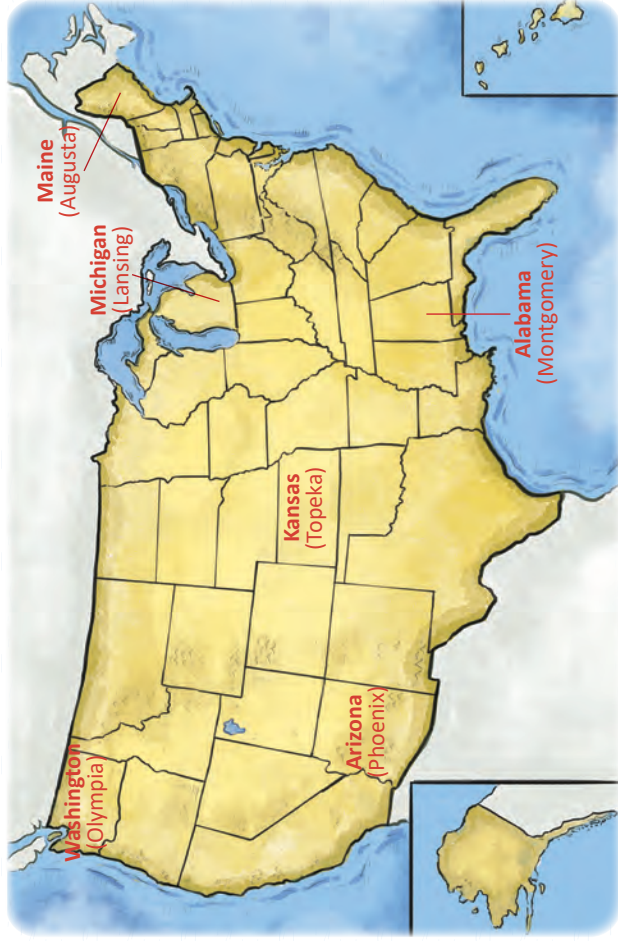 Washington
(Olympia)
Arizona
(Phoenix)
Kansas
(Topeka)
Michigan
(Lansing)
Alabama
(Montgomery)
Maine
(Augusta)